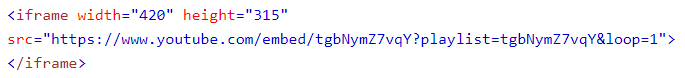 <iframe width="420" height="315"
src="https://www.youtube.com/embed/tgbNymZ7vqY?playlist=tgbNymZ7vqY&loop=1">
</iframe>